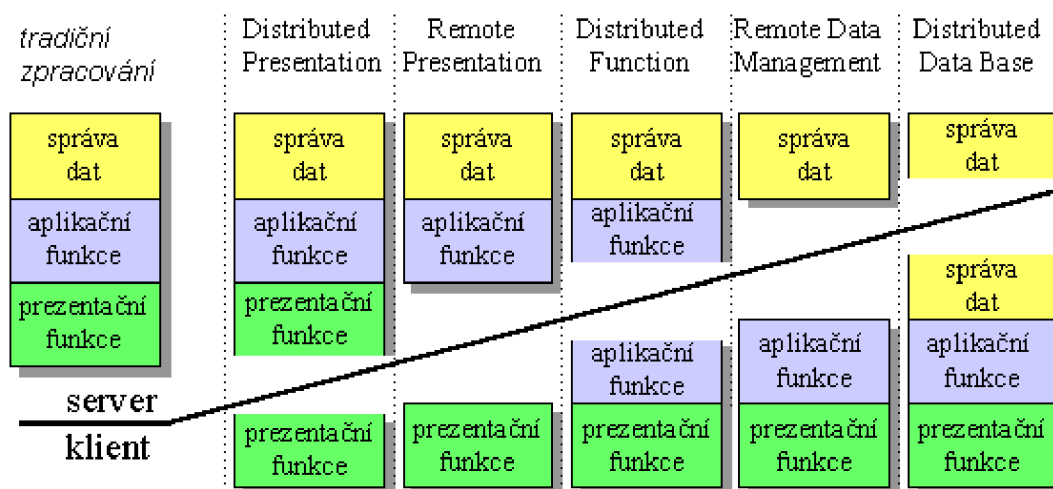 tradiční
zpracování
Distributed
Presentation
Remote
Presentation
Distributed
Function
Remote Data
Management
Distributed
Data Base
správa
dat
aplikační
funkce
prezentační
funkce
server
klient
správa
dat
aplikační
funkce
prezentační
funkce
prezentační
funkce
správa
dat
aplikační
funkce
prezentační
funkce
správa
dat
aplikační
funkce
aplikační
funkce
prezentační
funkce
správa
dat
aplikační
funkce
prezentační
funkce
správa
dat
správa
dat
aplikační
funkce
prezentační
funkce